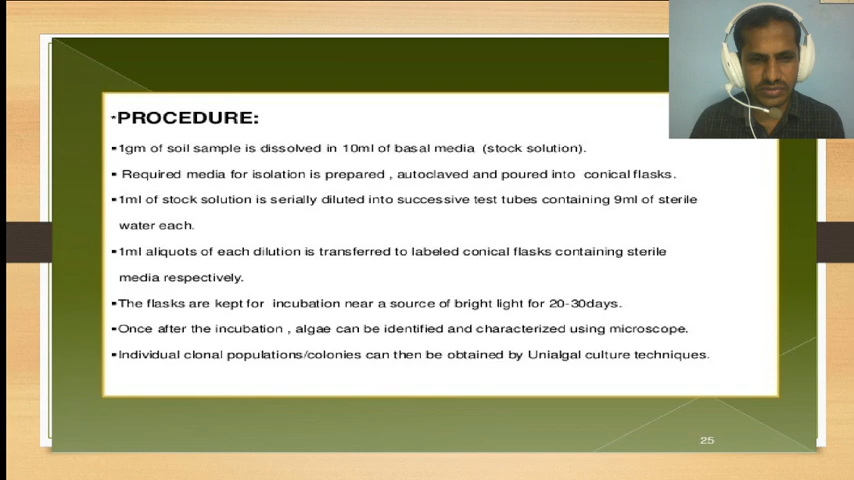 *PROCEDURE:
▪1gm of soil sample is dissolved in 10ml of basal media (stock solution).
▪ Required media for isolation is prepared , autoclaved and poured into conical flasks.
▪1ml of stock solution is serially diluted into successive test tubes containing 9ml of sterile
water each.
▪1ml aliquots of each dilution is transferred to labeled conical flasks containing sterile
media respectively.
▪The flasks are kept for incubation near a source of bright light for 20-30days.
▪Once after the incubation , algae can be identified and characterized using microscope.
▪Individual clonal populations/colonies can then be obtained by Unialgal culture techniques.
25